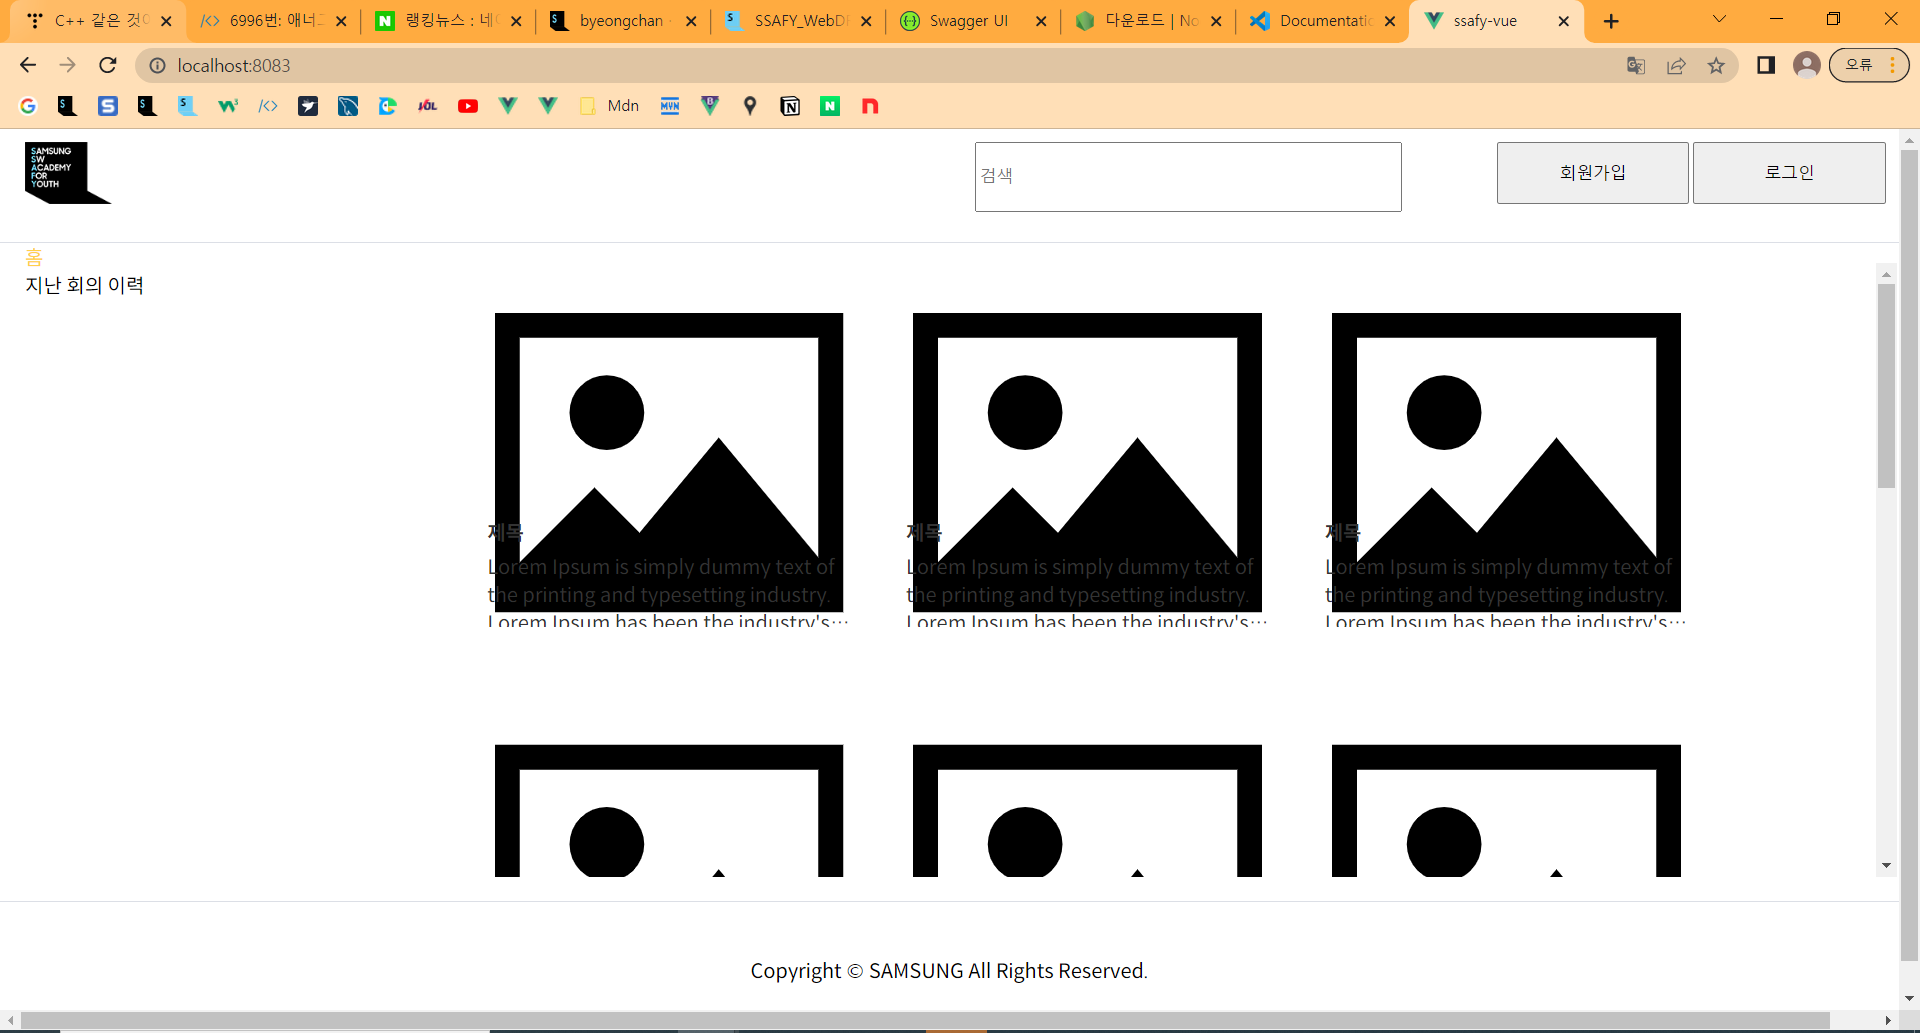 C++ 같은 것이
6996번: 애너그
랭킹뉴스 : 네이
byeongchan
SSAFY_WebDF
Swagger UI
다운로드 | No
Documentatio
ssafy-vue
localhost:8083
오류
Mdn
SAMSUNG
SW
ACADEMY
FOR
YOUTH
검색
회원가입
로그인
홈
지난 회의 이력
제목
Lorem Ipsum is simply dummy text of
the printing and typesetting industry.
Lorem Ipsum has been the industry's…
제목
Lorem Ipsum is simply dummy text of
the printing and typesetting industry.
Lorem Ipsum has been the industry's…
제목
Lorem Ipsum is simply dummy text of
the printing and typesetting industry.
Lorem Ipsum has been the industry's…
Copyright © SAMSUNG All Rights Reserved.